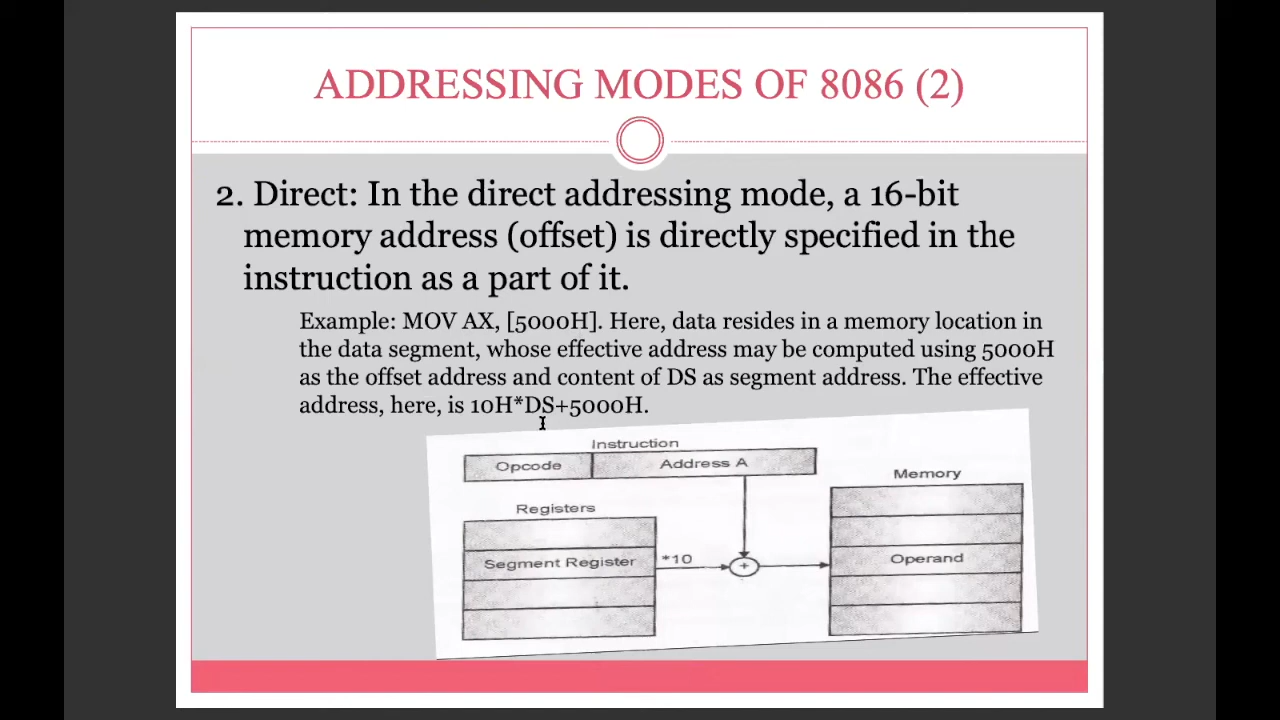 ADDRESSING MODES OF 8086 (2)
2. Direct: In the direct addressing mode, a 16-bit
memory address (offset) is directly specified in the
instruction as a part of it.
Example: MOV AX, [5000H]. Here, data resides in a memory location in
the data segment, whose effective address may be computed using 5000H
as the offset address and content of DS as segment address. The effective
address, here, is 10H*DS+5000H.
Instruction
Opcode
Address A
Memory
Registers
Segment Register
*10
+
Operand